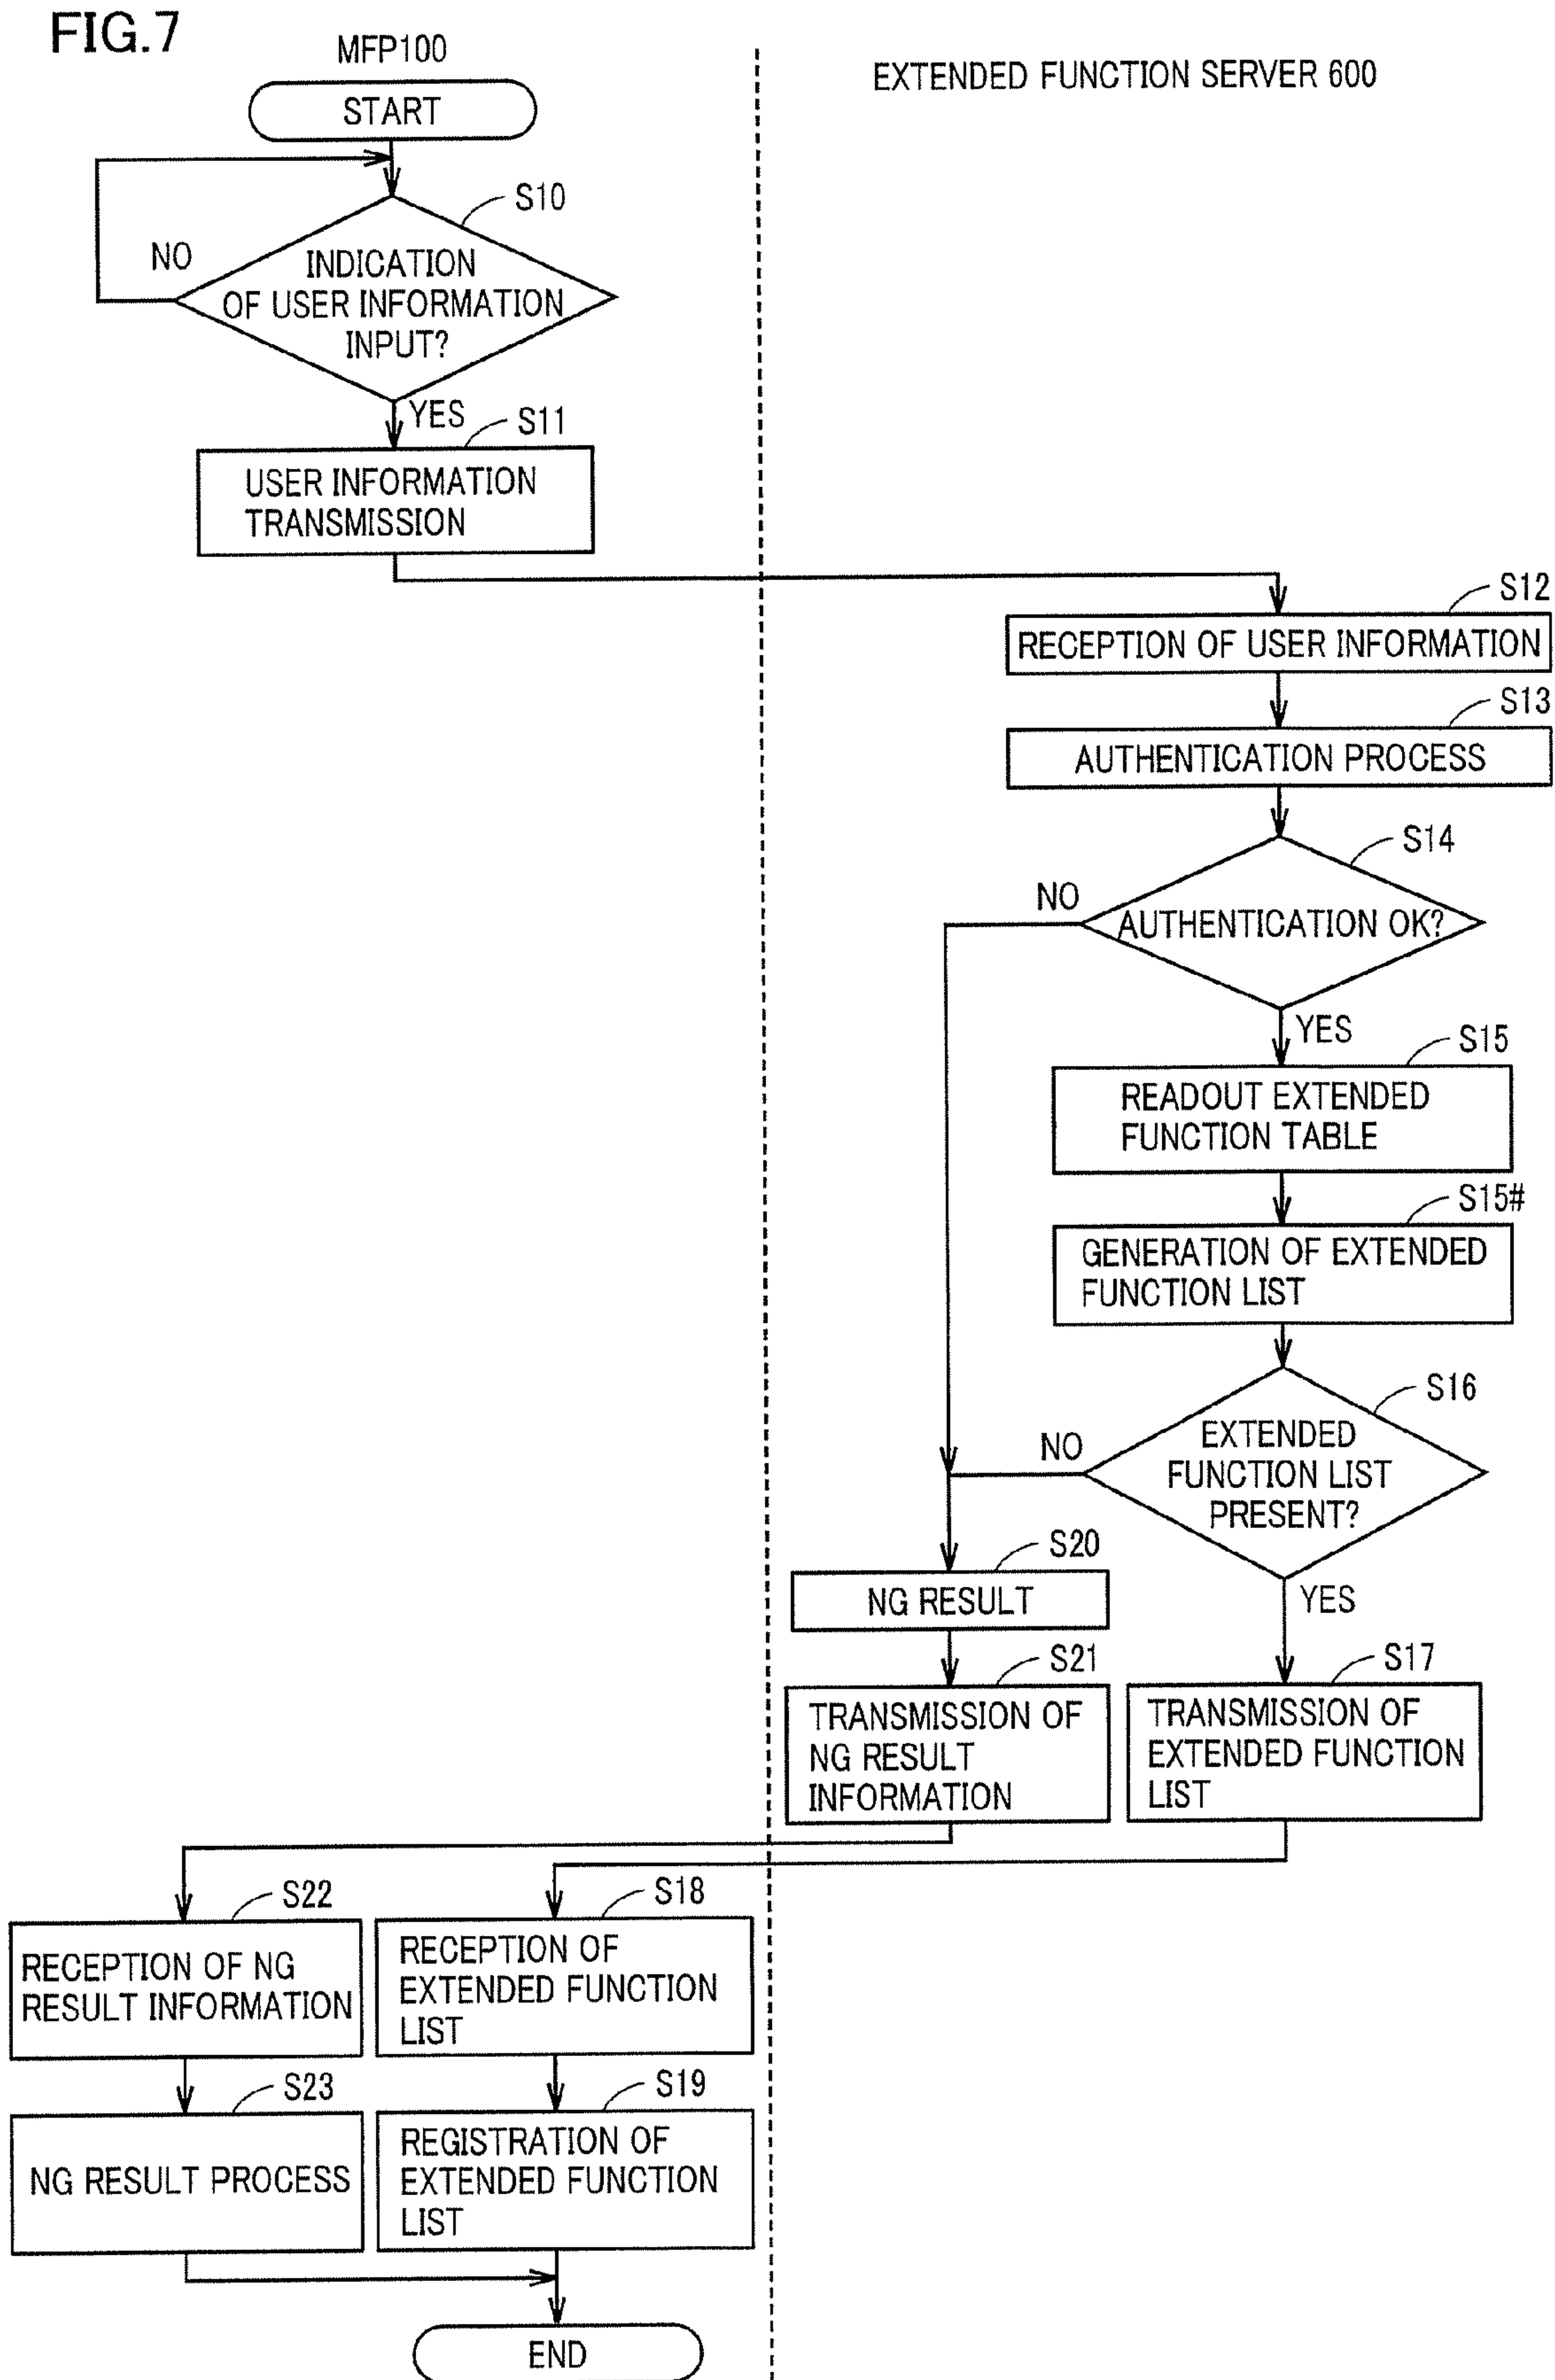 FIG.7
MFP100
EXTENDED FUNCTION SERVER 600
START
S10
NO
INDICATION
OF USER INFORMATION
INPUT?
YES
S11
USER INFORMATION
TRANSMISSION
S12
RECEPTION OF USER INFORMATION
S13
AUTHENTICATION PROCESS
S14
NO
AUTHENTICATION OK?
YES
S15
READOUT EXTENDED
FUNCTION TABLE
S15#
GENERATION OF EXTENDED
FUNCTION LIST
S16
NO
EXTENDED
FUNCTION LIST
PRESENT?
YES
S20
NG RESULT
S21
TRANSMISSION OF
NG RESULT
INFORMATION
S17
TRANSMISSION OF
EXTENDED FUNCTION
LIST
S22
RECEPTION OF NG
RESULT INFORMATION
S18
RECEPTION OF
EXTENDED FUNCTION
LIST
S23
NG RESULT PROCESS
S19
REGISTRATION OF
EXTENDED FUNCTION
LIST
END